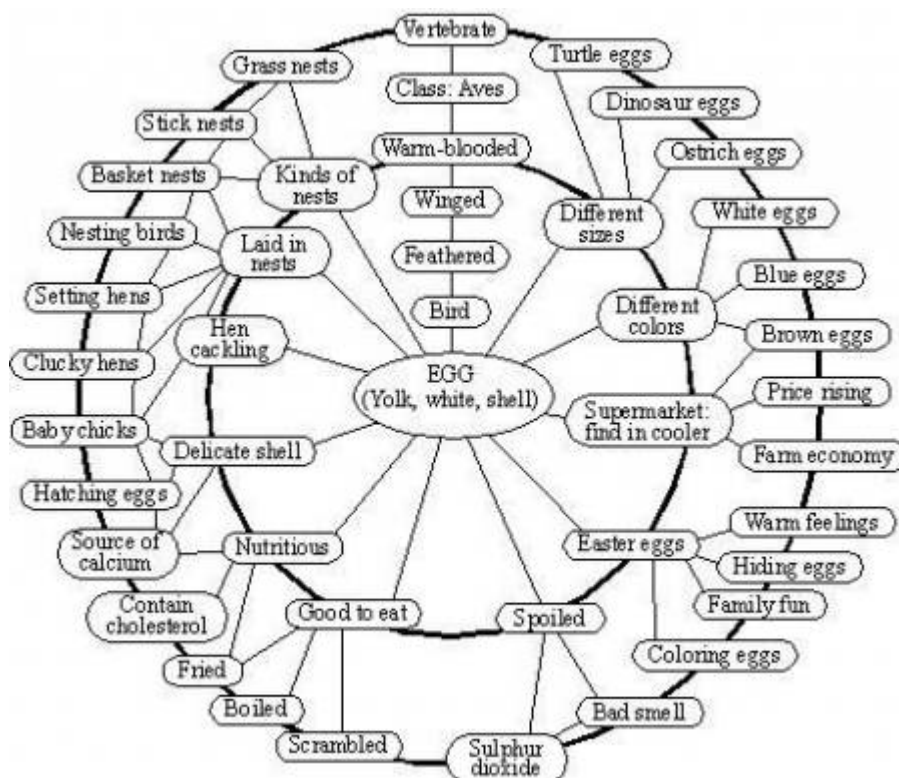 Vertebrate
Grass nests
Turtle eggs
Class: Aves
Dinosaur eggs
Stick nests
Warm-blooded
Ostrich eggs
Basket nests
Kinds of
nests
Winged
Different
sizes
White eggs
Nesting birds
Laid in
nests
Feathered
Blue eggs
Setting hens
Bird
Different
colors
Hen
cackling
Brown eggs
Clucky hens
EGG
(Yolk, white, shell)
Price rising
Supermarket:
find in cooler
Baby chicks
Delicate shell
Farm economy
Hatching eggs
Warm feelings
Source of
calcium
Nutritious
Easter eggs
Hiding eggs
Contain
cholesterol
Good to eat
Spoiled
Family fun
Coloring eggs
Fried
Boiled
Bad smell
Scrambled
Sulphur
dioxide